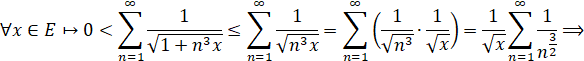 ∀x ∈ E ↦ 0 < ∑_{n=1}^{∞} 1/√(1 + n³x) ≤ ∑_{n=1}^{∞} 1/√(n³x) = ∑_{n=1}^{∞} (1/√(n³) · 1/√x) = 1/√x ∑_{n=1}^{∞} 1/n^{3/2} ⟹